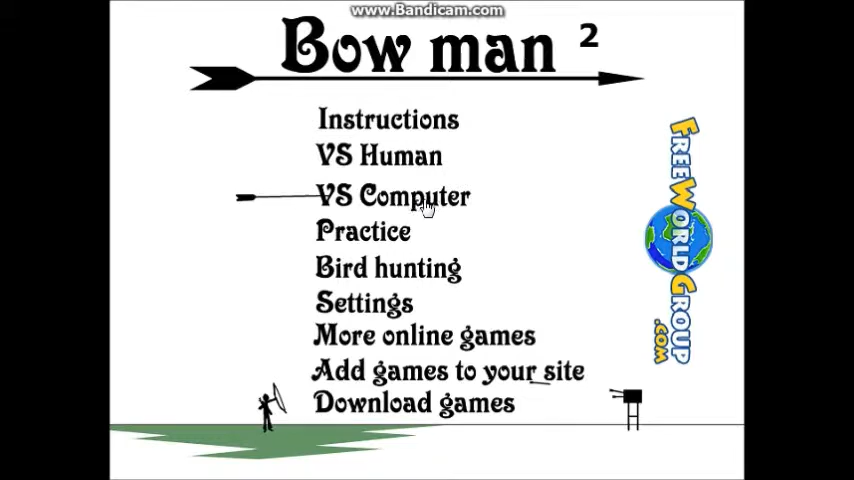 www.Bandicam.com
Bow man 2
Instructions
VS Human
VS Computer
Practice
Bird hunting
Settings
More online games
Add games to your site
Download games
FreeWorldGroup
.com